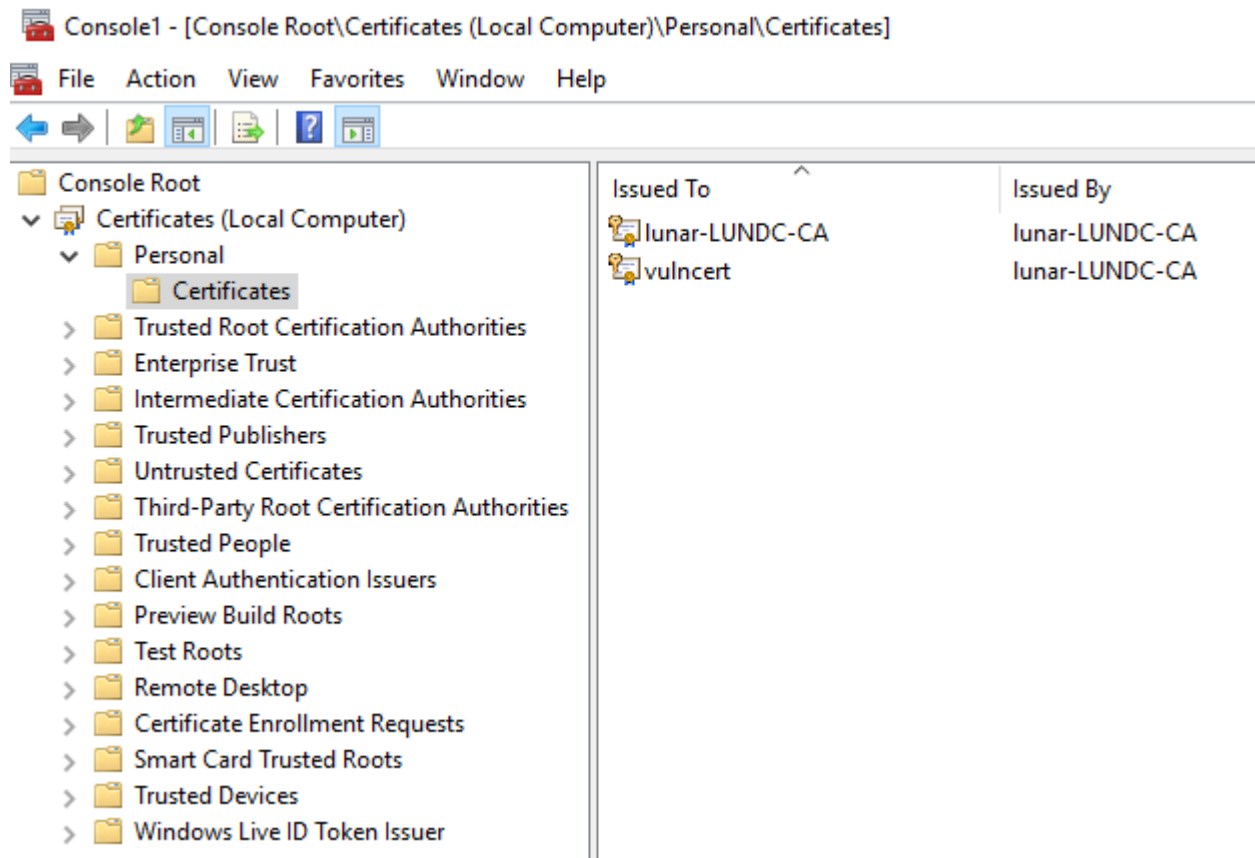 Console1 - [Console Root\Certificates (Local Computer)\Personal\Certificates]
File Action View Favorites Window Help
Console Root
Certificates (Local Computer)
Personal
Certificates
Trusted Root Certification Authorities
Enterprise Trust
Intermediate Certification Authorities
Trusted Publishers
Untrusted Certificates
Third-Party Root Certification Authorities
Trusted People
Client Authentication Issuers
Preview Build Roots
Test Roots
Remote Desktop
Certificate Enrollment Requests
Smart Card Trusted Roots
Trusted Devices
Windows Live ID Token Issuer
Issued To Issued By
lunar-LUNDC-CA lunar-LUNDC-CA
vulncert lunar-LUNDC-CA